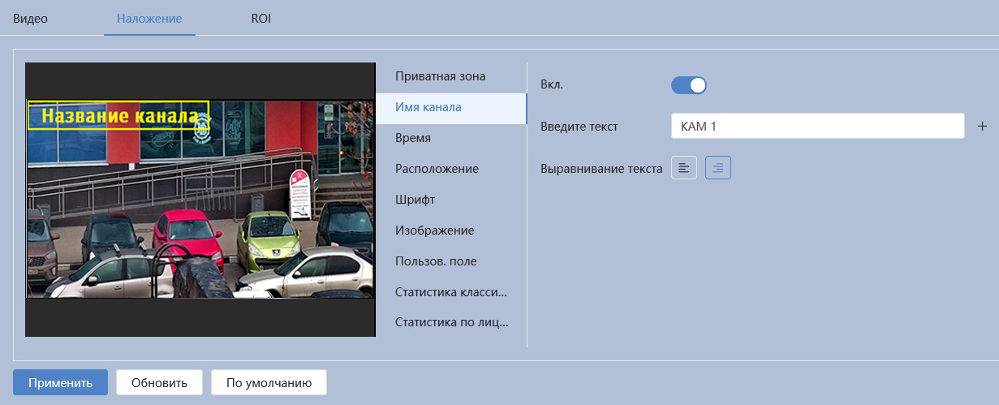 Видео
Наложение
ROI
Название канала
Приватная зона
Имя канала
Время
Расположение
Шрифт
Изображение
Пользов. поле
Статистика класси...
Статистика по лиц...
Вкл.
Введите текст
КАМ 1
+
Выравнивание текста
Применить
Обновить
По умолчанию